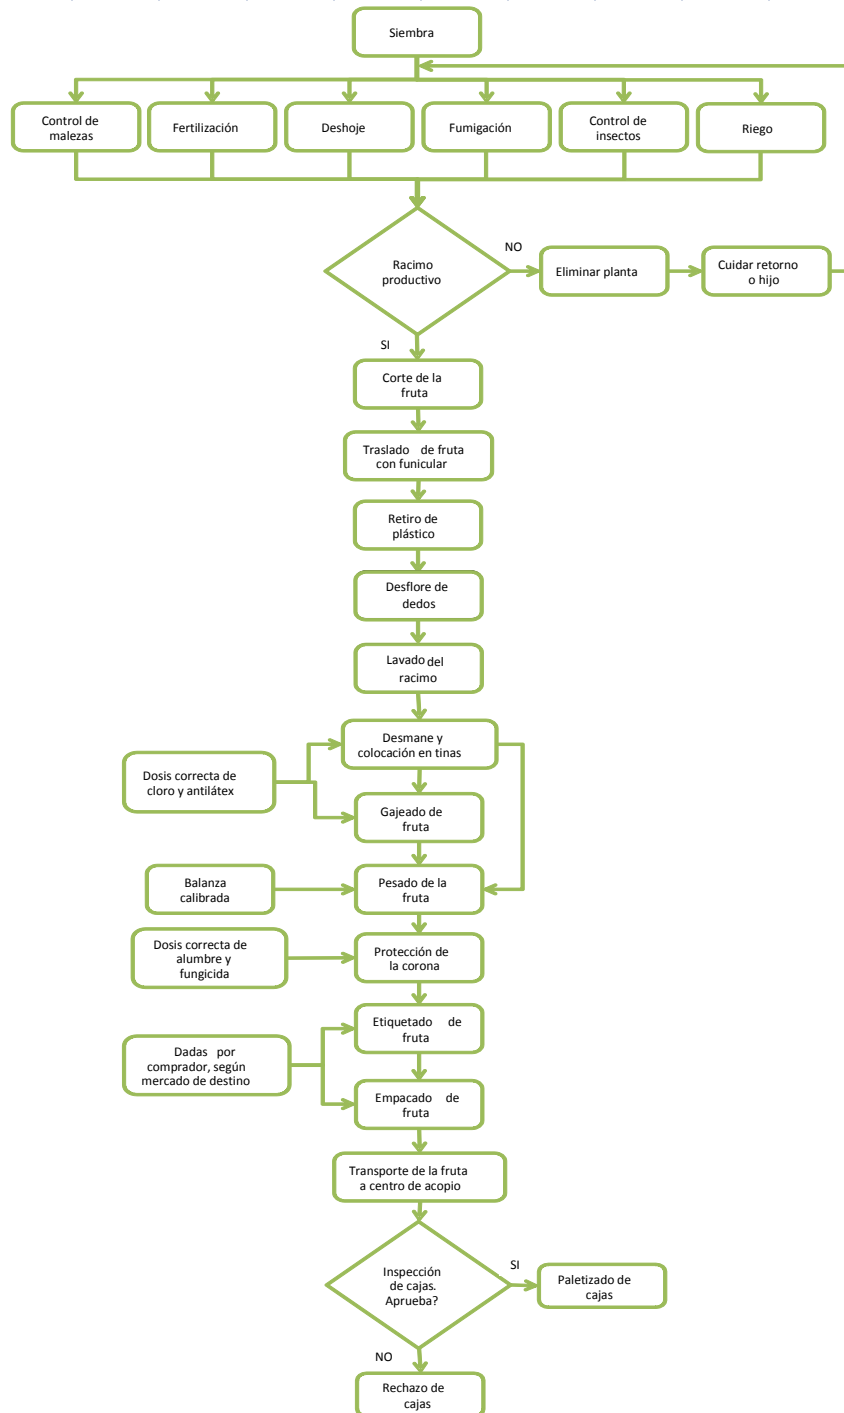 Siembra
Control de
malezas
Fertilización
Deshoje
Fumigación
Control de
insectos
Riego
Racimo
productivo
NO
Eliminar planta
Cuidar retorno
o hijo
SI
Corte de la
fruta
Traslado de fruta
con funicular
Retiro de
plástico
Desflore de
dedos
Lavado del
racimo
Desmane y
colocación en tinas
Dosis correcta de
cloro y antilátex
Gajeado de
fruta
Balanza
calibrada
Pesado de la
fruta
Dosis correcta de
alumbre y
fungicida
Protección de
la corona
Etiquetado de
fruta
Dadas por
comprador, según
mercado de destino
Empacado de
fruta
Transporte de la fruta
a centro de acopio
Inspección
de cajas.
Aprueba?
SI
Paletizado de
cajas
NO
Rechazo de
cajas